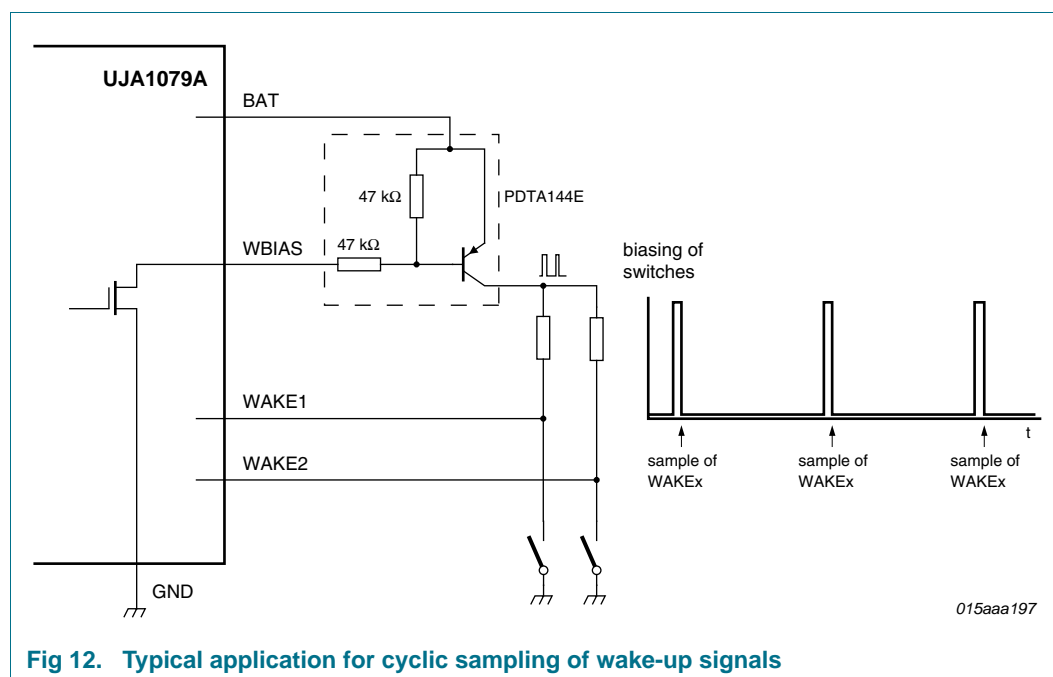 UJA1079A
BAT
47 kΩ
PDTA144E
WBIAS
47 kΩ
biasing of
switches
WAKE1
WAKE2
t
sample of
WAKEx
sample of
WAKEx
sample of
WAKEx
GND
015aaa197
Fig 12. Typical application for cyclic sampling of wake-up signals